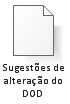 Sugestões de
alteração do
DOD